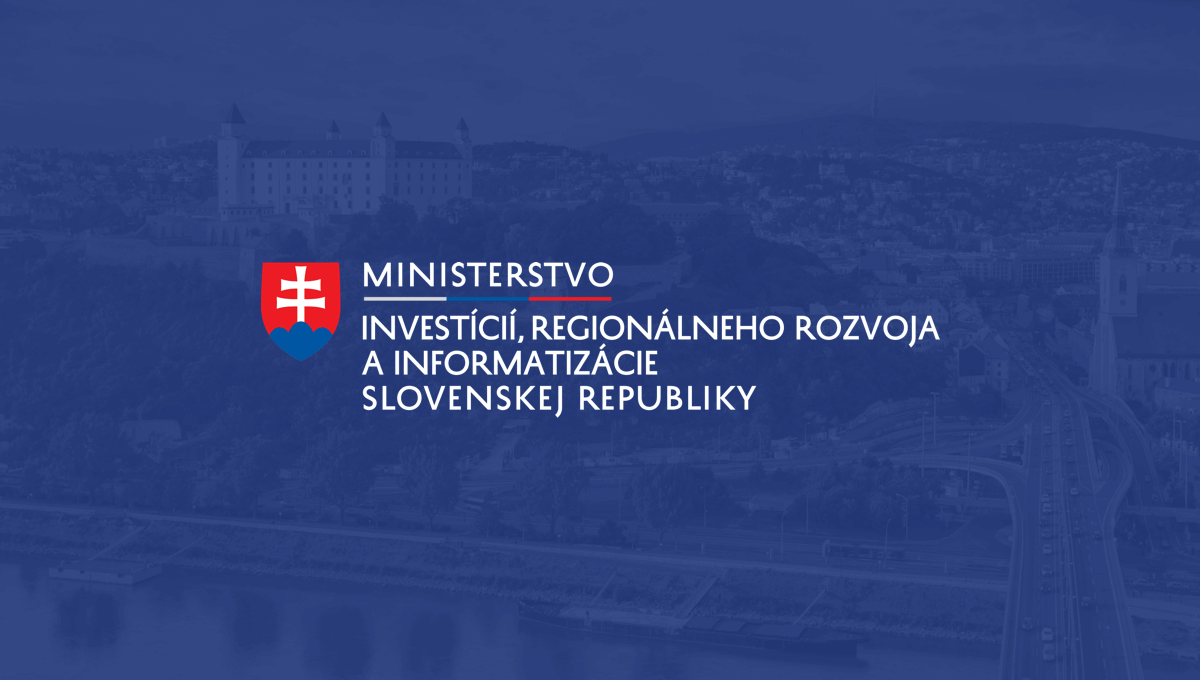 MINISTERSTVO
INVESTÍCIÍ, REGIONÁLNEHO ROZVOJA
A INFORMATIZÁCIE
SLOVENSKEJ REPUBLIKY